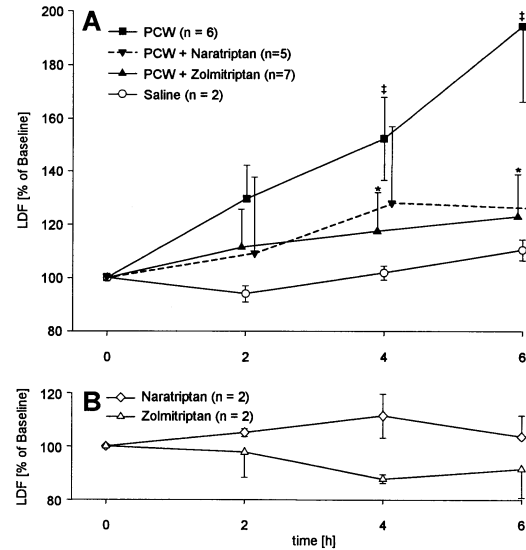 A
PCW (n = 6)
PCW + Naratriptan (n=5)
PCW + Zolmitriptan (n=7)
Saline (n = 2)
LDF [% of Baseline]
200
180
160
140
120
100
80
‡
‡
*
*
0
2
4
6
B
Naratriptan (n = 2)
Zolmitriptan (n = 2)
LDF [% of Baseline]
120
100
80
0
2
4
6
time [h]